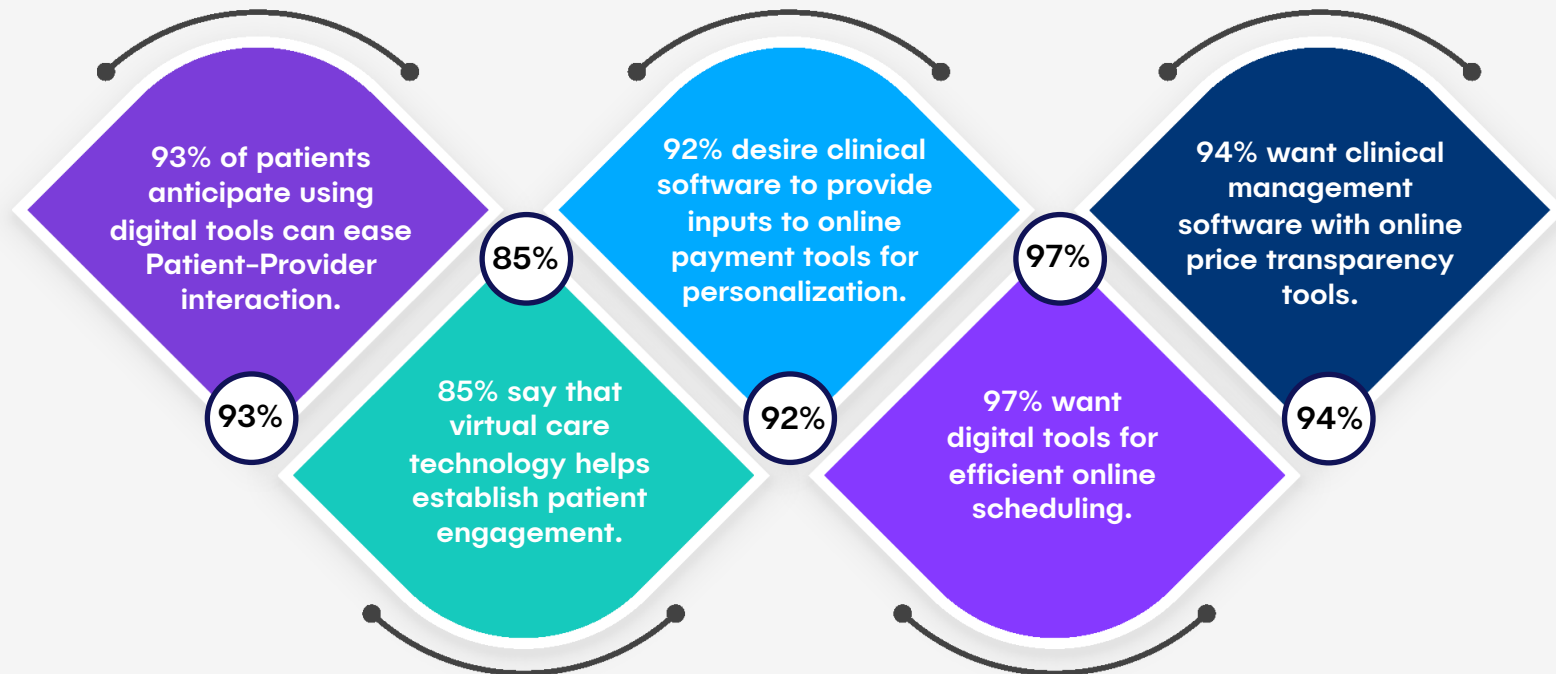 93% of patients
anticipate using
digital tools can ease
Patient-Provider
interaction.
93%
85%
85% say that
virtual care
technology helps
establish patient
engagement.
92% desire clinical
software to provide
inputs to online
payment tools for
personalization.
92%
97%
97% want
digital tools for
efficient online
scheduling.
94% want clinical
management
software with online
price transparency
tools.
94%